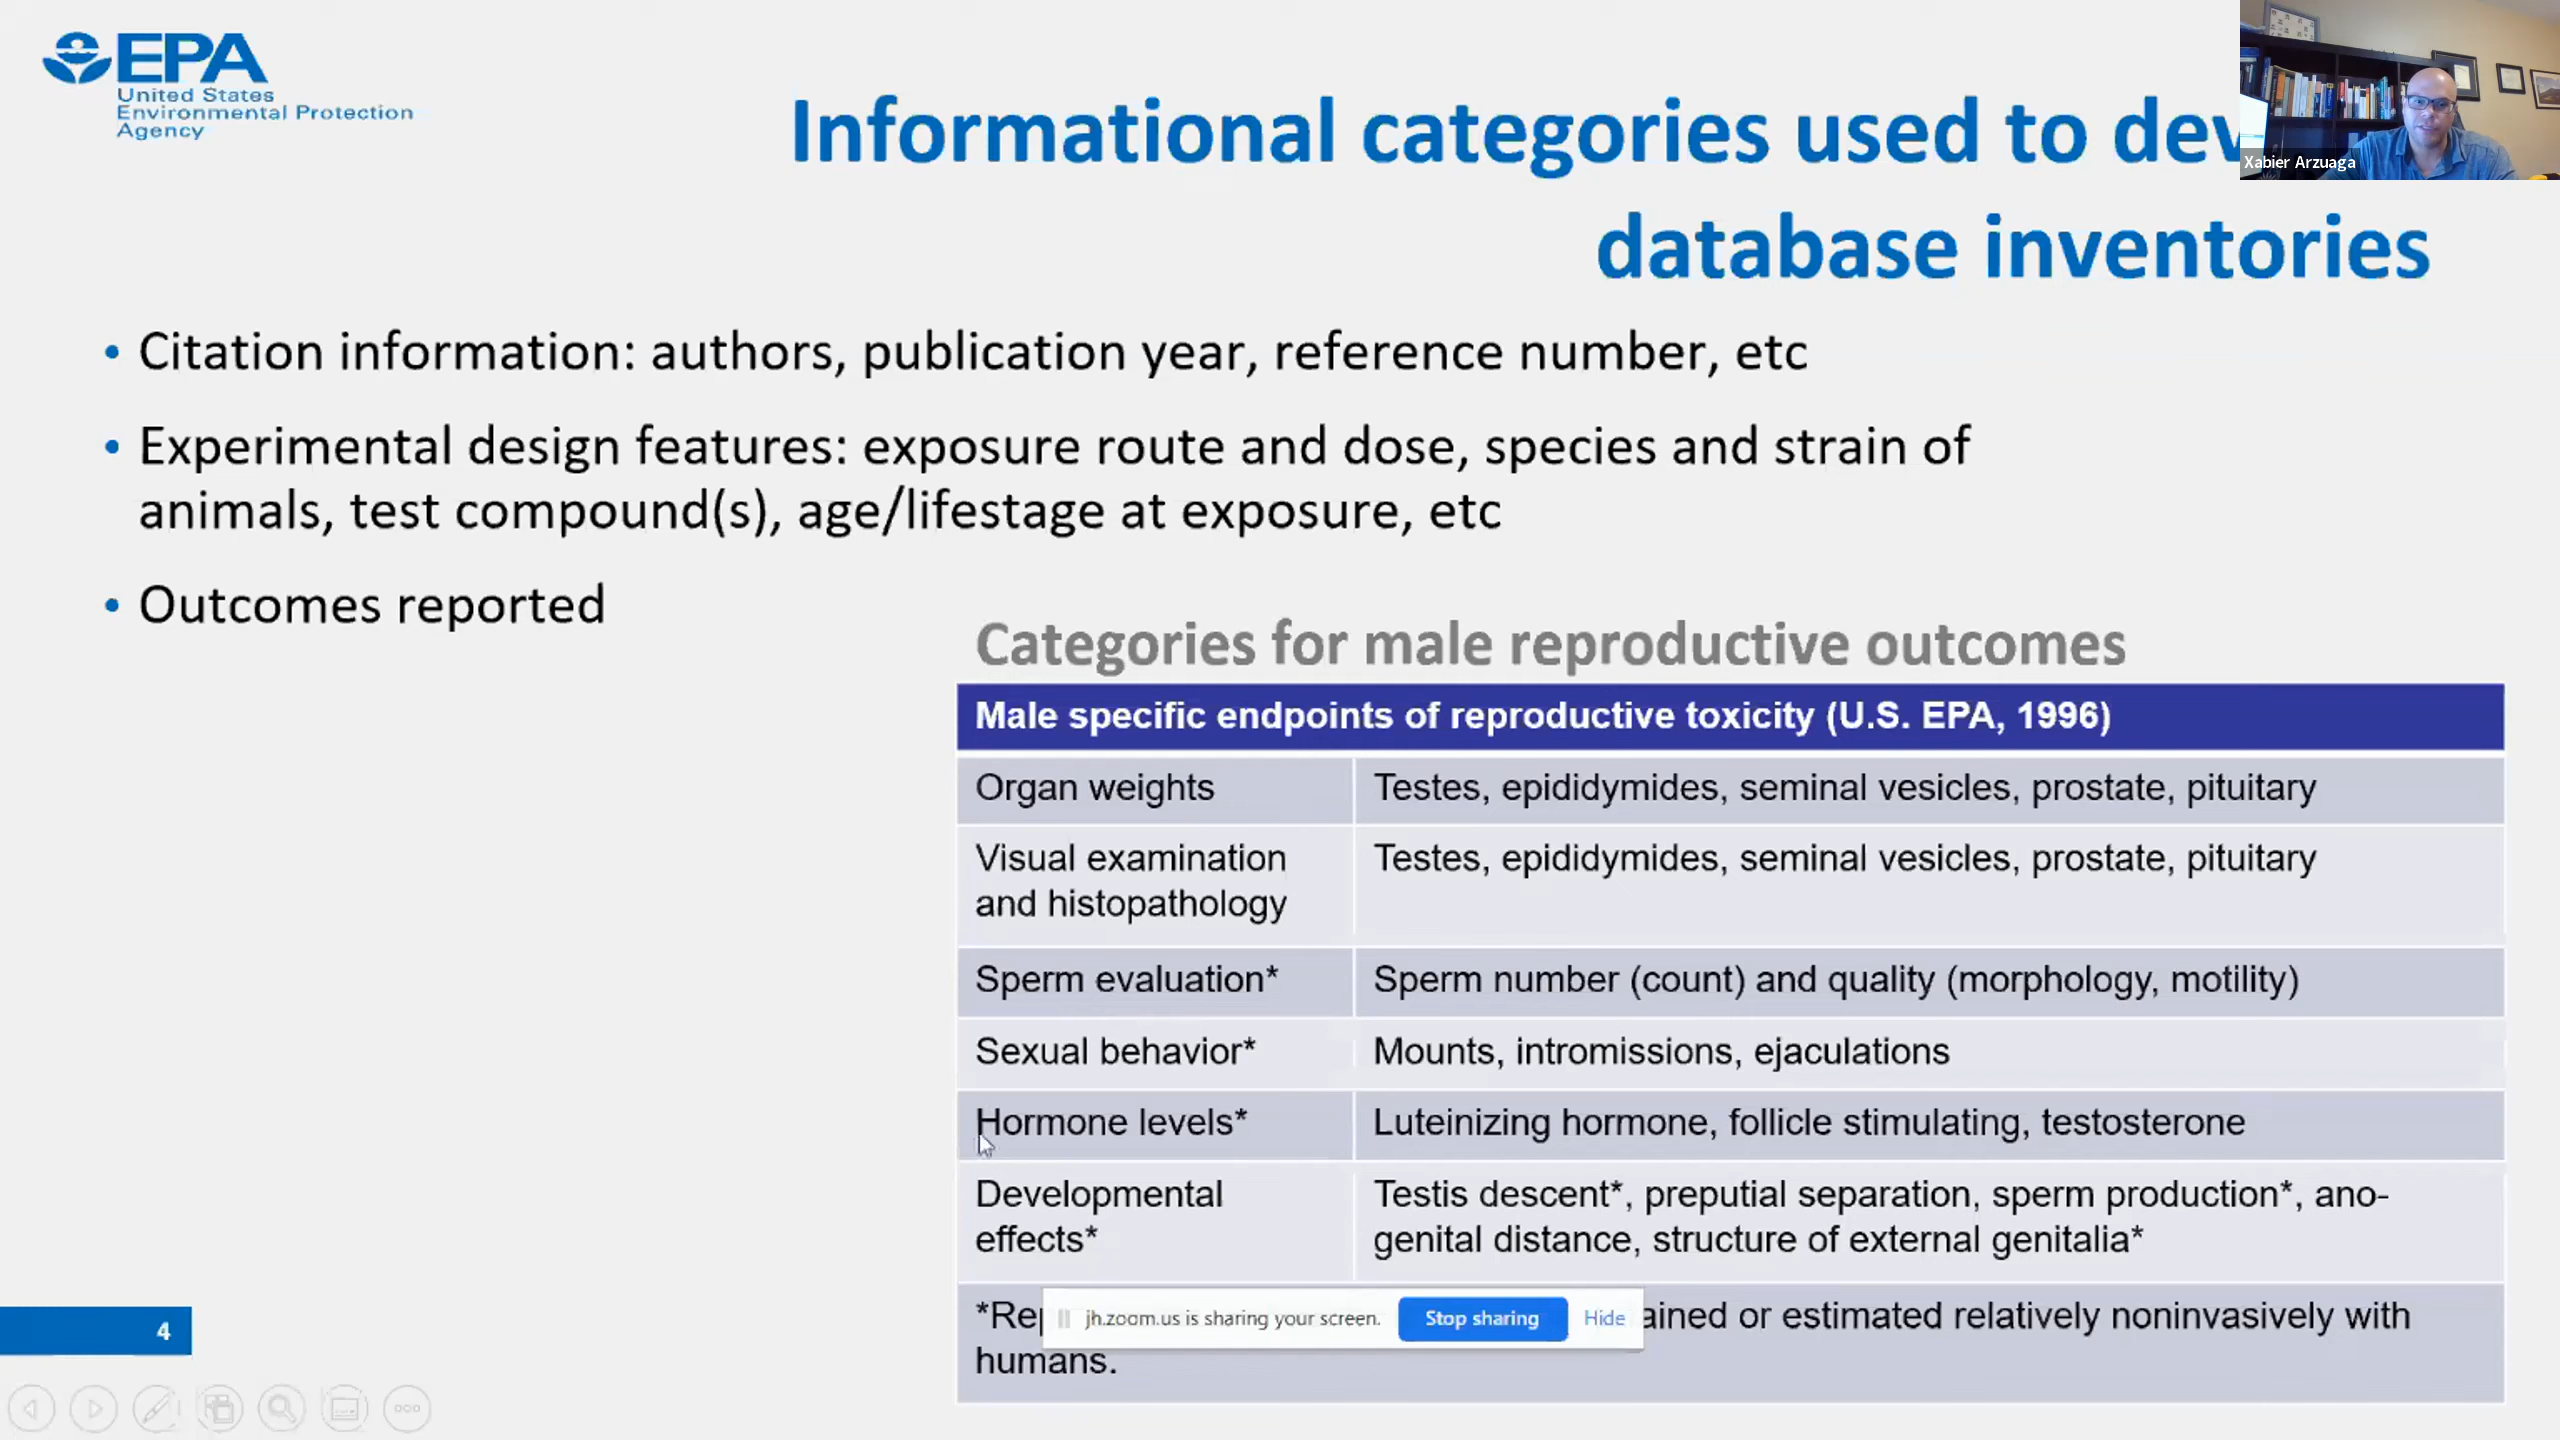 EPA
United States
Environmental Protection
Agency
Informational categories used to
database inventories
Xabier Arzuaga
• Citation information: authors, publication year, reference number, etc
• Experimental design features: exposure route and dose, species and strain of
animals, test compound(s), age/lifestage at exposure, etc
• Outcomes reported
Categories for male reproductive outcomes
Male specific endpoints of reproductive toxicity (U.S. EPA, 1996)
Organ weights Testes, epididymides, seminal vesicles, prostate, pituitary
Visual examination Testes, epididymides, seminal vesicles, prostate, pituitary
and histopathology
Sperm evaluation* Sperm number (count) and quality (morphology, motility)
Sexual behavior* Mounts, intromissions, ejaculations
Hormone levels* Luteinizing hormone, follicle stimulating, testosterone
Developmental Testis descent*, preputial separation, sperm production*, ano-
effects* genital distance, structure of external genitalia*
or estimated relatively noninvasively with
humans.
jh.zoom.us is sharing your screen. Stop sharing Hide
4